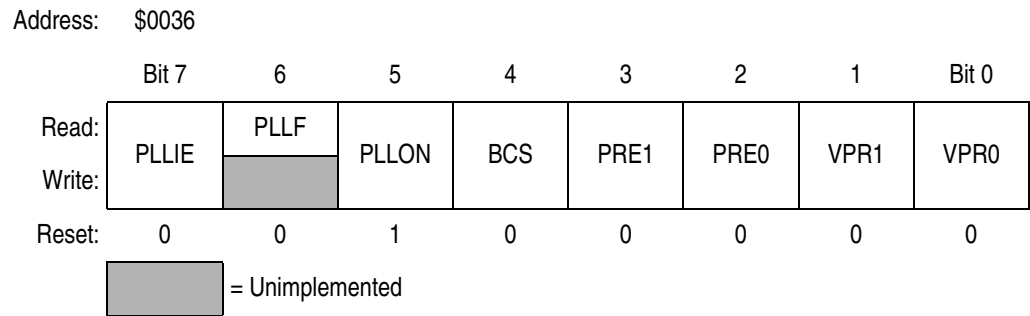 Address: $0036
Bit 7 6 5 4 3 2 1 Bit 0
Read: PLLIE PLLF PLLON BCS PRE1 PRE0 VPR1 VPR0
Write:
Reset: 0 0 1 0 0 0 0 0
= Unimplemented